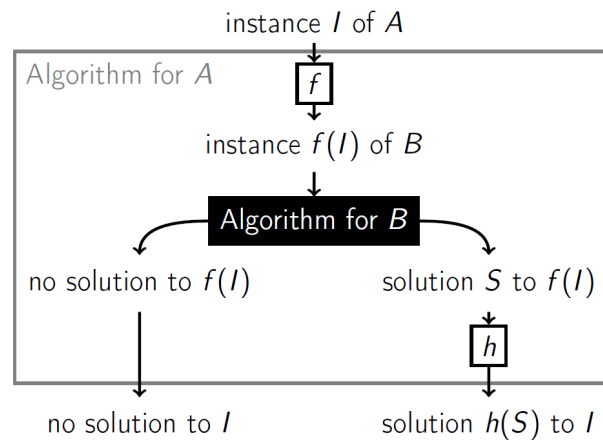 instance I of A
Algorithm for A
f
instance f(I) of B
Algorithm for B
no solution to f(I)
solution S to f(I)
h
no solution to I
solution h(S) to I